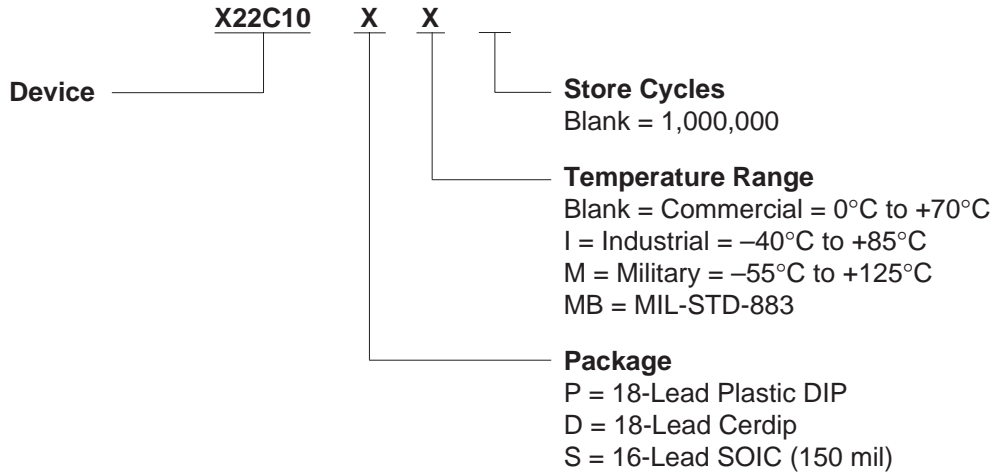 X22C10 X X
Device
Store Cycles
Blank = 1,000,000
Temperature Range
Blank = Commercial = 0°C to +70°C
I = Industrial = –40°C to +85°C
M = Military = –55°C to +125°C
MB = MIL-STD-883
Package
P = 18-Lead Plastic DIP
D = 18-Lead Cerdip
S = 16-Lead SOIC (150 mil)